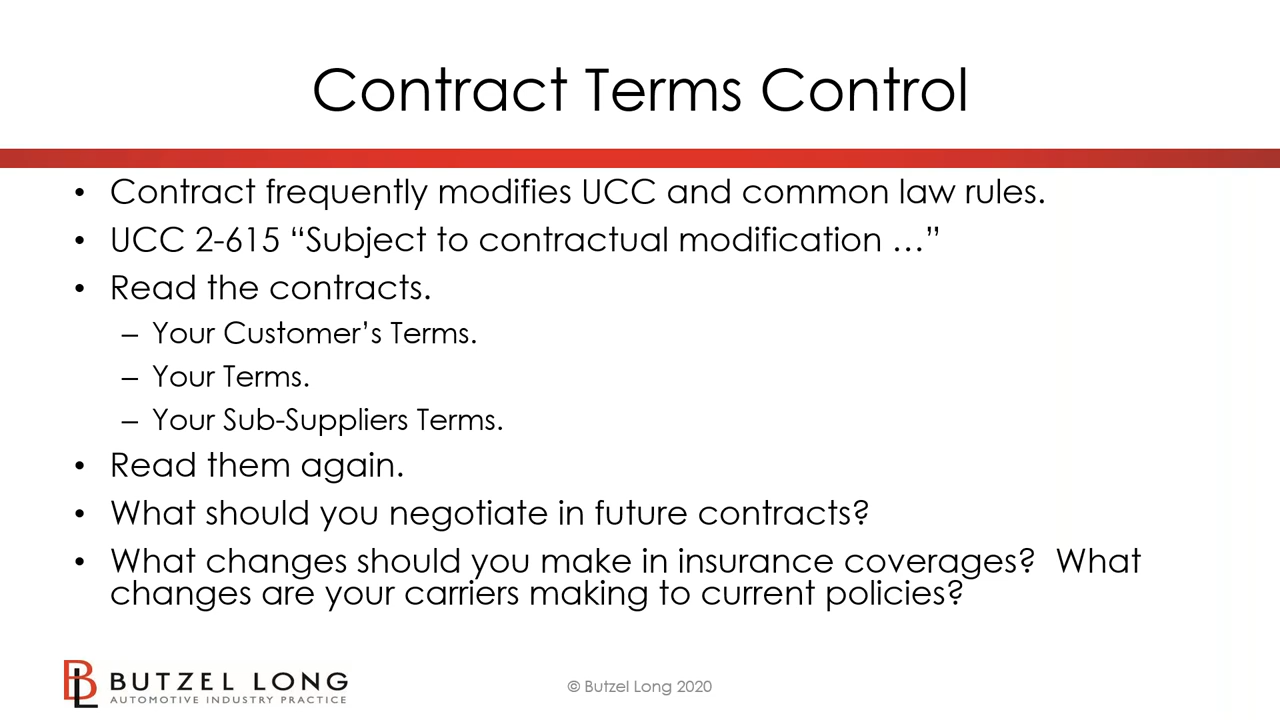 Contract Terms Control
• Contract frequently modifies UCC and common law rules.
• UCC 2-615 “Subject to contractual modification …”
• Read the contracts.
– Your Customer’s Terms.
– Your Terms.
– Your Sub-Suppliers Terms.
• Read them again.
• What should you negotiate in future contracts?
• What changes should you make in insurance coverages?  What
changes are your carriers making to current policies?
BL BUTZEL LONG
AUTOMOTIVE INDUSTRY PRACTICE
© Butzel Long 2020